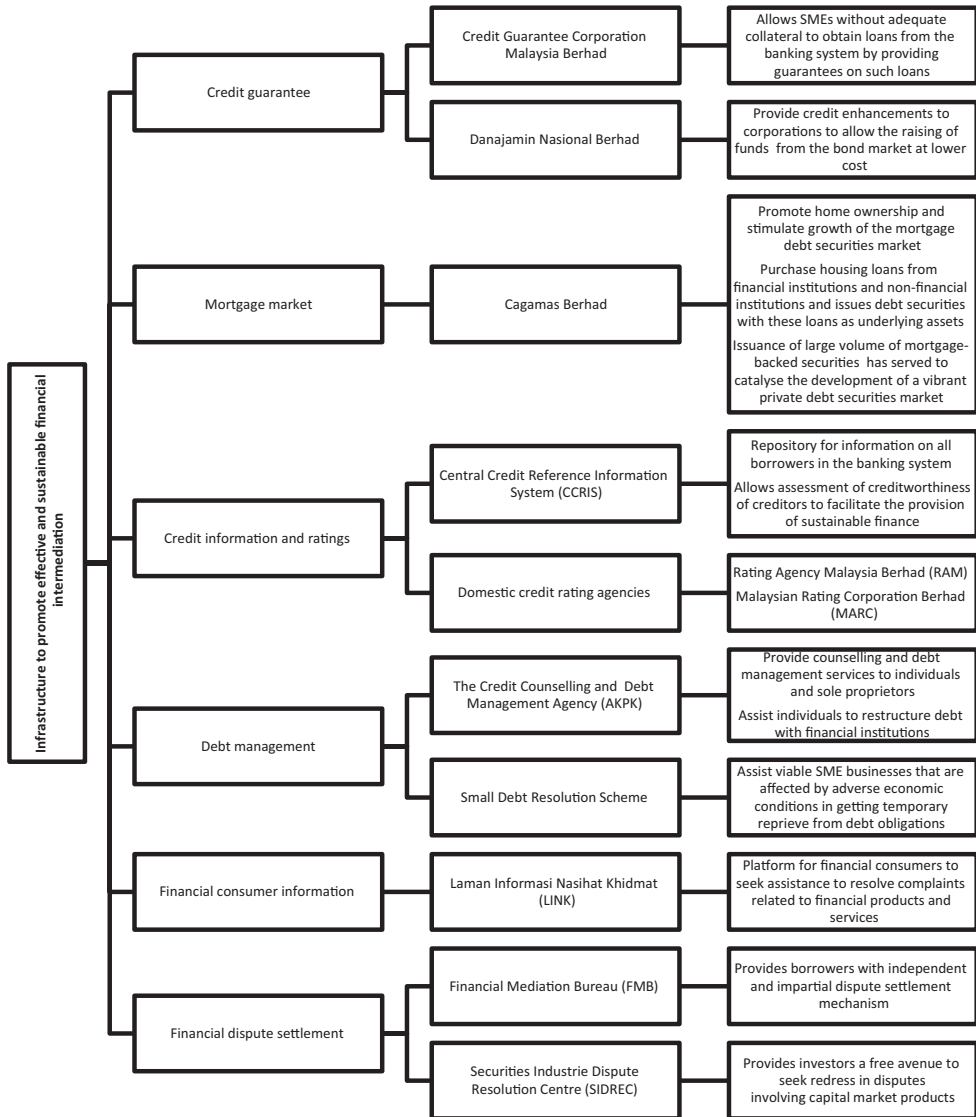 Infrastructure to promote effective and sustainable financial
intermediation
Credit guarantee
Credit Guarantee Corporation
Malaysia Berhad
Allows SMEs without adequate
collateral to obtain loans from the
banking system by providing
guarantees on such loans
Danajamin Nasional Berhad
Provide credit enhancements to
corporations to allow the raising of
funds from the bond market at lower
cost
Mortgage market
Cagamas Berhad
Promote home ownership and
stimulate growth of the mortgage
debt securities market
Purchase housing loans from
financial institutions and non-financial
institutions and issues debt securities
with these loans as underlying assets
Issuance of large volume of mortgage-
backed securities has served to
catalyse the development of a vibrant
private debt securities market
Credit information and ratings
Central Credit Reference Information
System (CCRIS)
Repository for information on all
borrowers in the banking system
Allows assessment of creditworthiness
of creditors to facilitate the provision
of sustainable finance
Domestic credit rating agencies
Rating Agency Malaysia Berhad (RAM)
Malaysian Rating Corporation Berhad
(MARC)
Debt management
The Credit Counselling and Debt
Management Agency (AKPK)
Provide counselling and debt
management services to individuals
and sole proprietors
Assist individuals to restructure debt
with financial institutions
Small Debt Resolution Scheme
Assist viable SME businesses that are
affected by adverse economic
conditions in getting temporary
reprieve from debt obligations
Financial consumer information
Laman Informasi Nasihat Khidmat
(LINK)
Platform for financial consumers to
seek assistance to resolve complaints
related to financial products and
services
Financial dispute settlement
Financial Mediation Bureau (FMB)
Provides borrowers with independent
and impartial dispute settlement
mechanism
Securities Industrie Dispute
Resolution Centre (SIDREC)
Provides investors a free avenue to
seek redress in disputes
involving capital market products